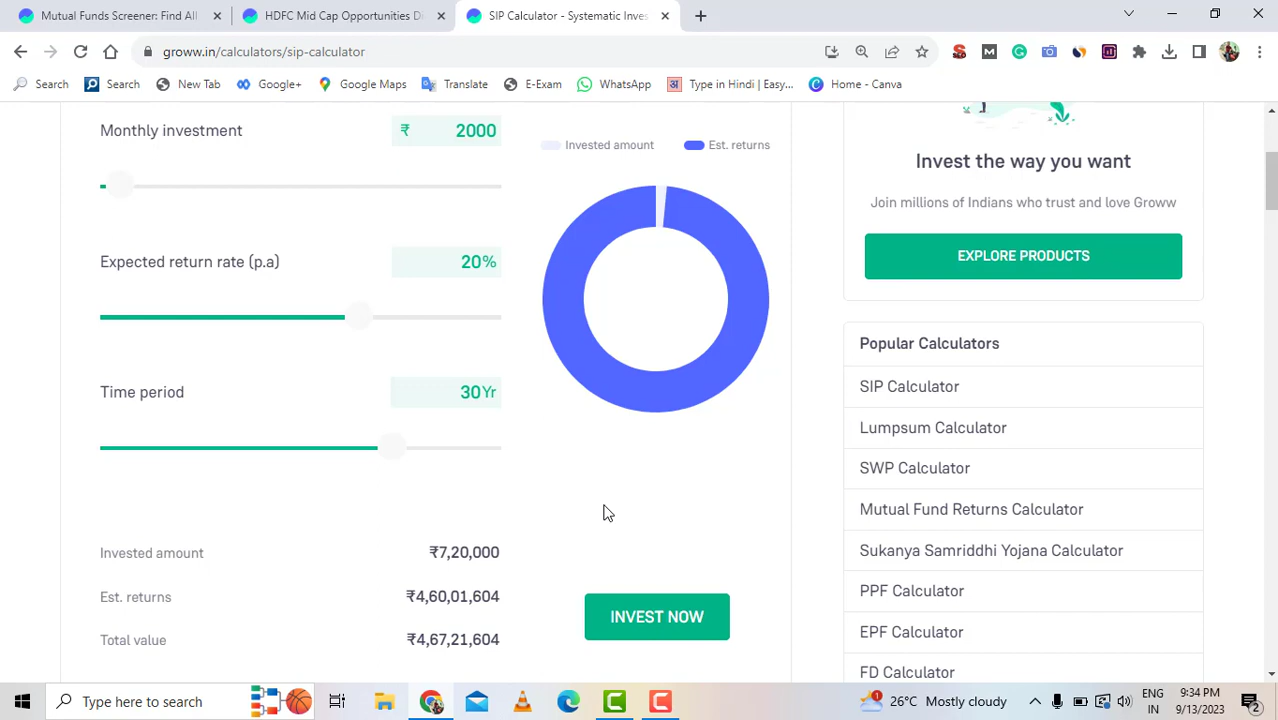 Mutual Funds Screener: Find All
HDFC Mid Cap Opportunities Di
SIP Calculator - Systematic Inves
groww.in/calculators/sip-calculator
Search
Search
New Tab
Google+
Google Maps
Translate
E-Exam
WhatsApp
Type in Hindi | Easy...
Home - Canva
Monthly investment
₹ 2000
Expected return rate (p.a)
20%
Time period
30Yr
Invested amount
₹7,20,000
Est. returns
₹4,60,01,604
Total value
₹4,67,21,604
Invested amount
Est. returns
INVEST NOW
Invest the way you want
Join millions of Indians who trust and love Groww
EXPLORE PRODUCTS
Popular Calculators
SIP Calculator
Lumpsum Calculator
SWP Calculator
Mutual Fund Returns Calculator
Sukanya Samriddhi Yojana Calculator
PPF Calculator
EPF Calculator
FD Calculator
Type here to search
26°C Mostly cloudy
ENG
IN
9:34 PM
9/13/2023
2